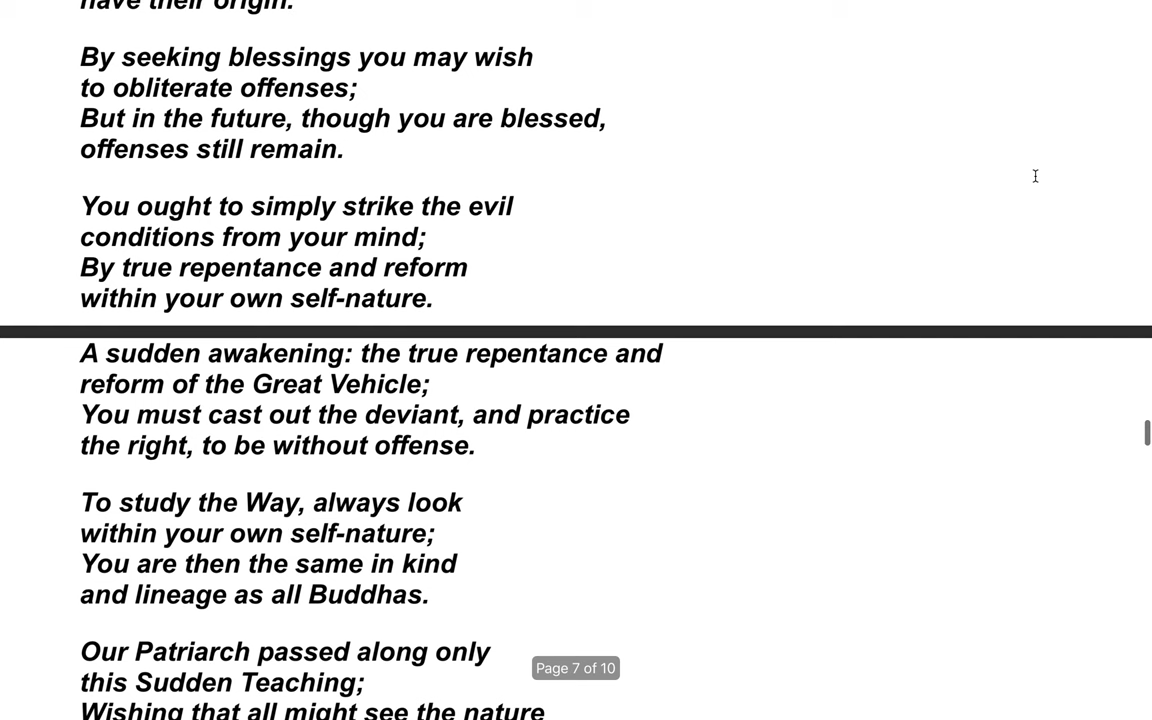 have their origin.
By seeking blessings you may wish
to obliterate offenses;
But in the future, though you are blessed,
offenses still remain.
You ought to simply strike the evil
conditions from your mind;
By true repentance and reform
within your own self-nature.
A sudden awakening: the true repentance and
reform of the Great Vehicle;
You must cast out the deviant, and practice
the right, to be without offense.
To study the Way, always look
within your own self-nature;
You are then the same in kind
and lineage as all Buddhas.
Our Patriarch passed along only
this Sudden Teaching;
Wishing that all might see the nature
Page 7 of 10